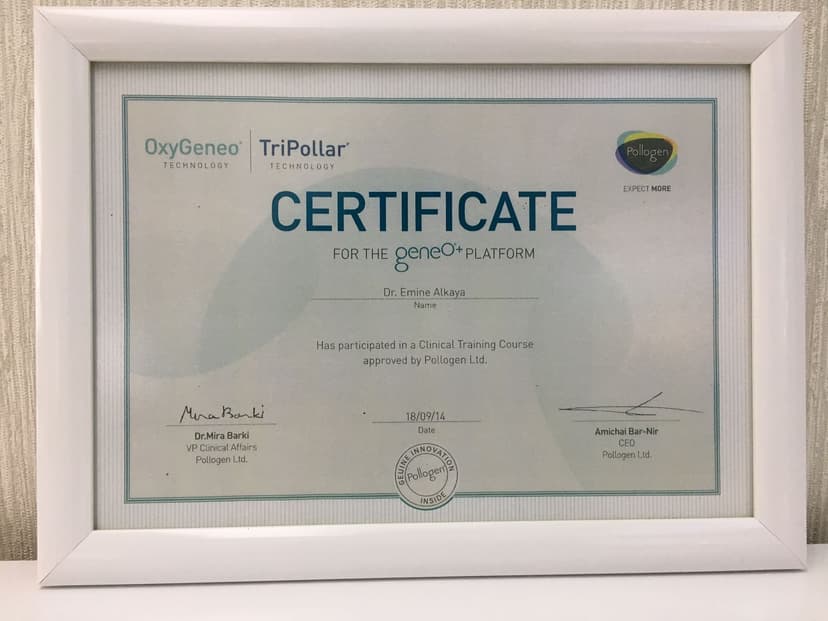 OxyGeneo®
TECHNOLOGY
TriPollar®
TECHNOLOGY
Pollogen
EXPECT MORE
CERTIFICATE
FOR THE geneO+ PLATFORM
Dr. Emine Alkaya
Name
Has participated in a Clinical Training Course
approved by Pollogen Ltd.
Mira Barki
Dr.Mira Barki
VP Clinical Affairs
Pollogen Ltd.
18/09/14
Date
Amichai Bar-Nir
CEO
Pollogen Ltd.
GEUINE INNOVATION
Pollogen
INSIDE